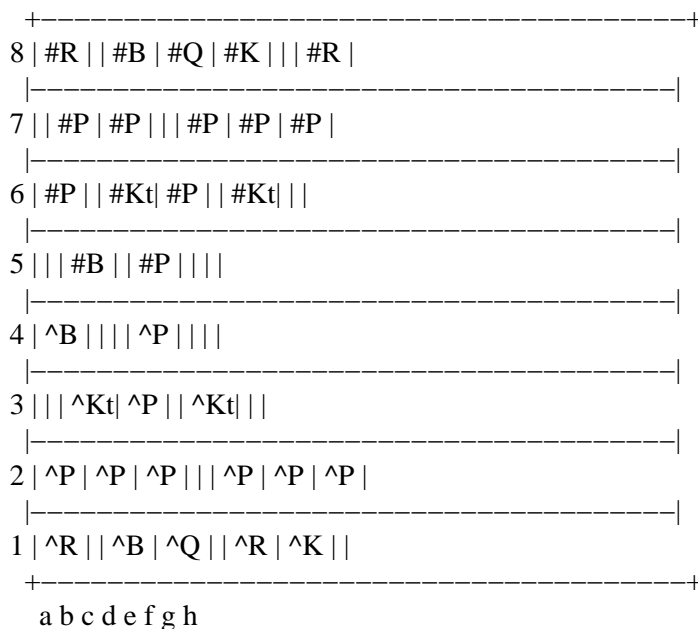 +---------------------------------------+
8 | #R | | #B | #Q | #K | | | #R |
|---------------------------------------|
7 | | #P | #P | | | #P | #P | #P |
|---------------------------------------|
6 | #P | | #Kt| #P | | #Kt| | |
|---------------------------------------|
5 | | | #B | | #P | | | |
|---------------------------------------|
4 | ^B | | | | ^P | | | |
|---------------------------------------|
3 | | | ^Kt| ^P | | ^Kt| | |
|---------------------------------------|
2 | ^P | ^P | ^P | | | ^P | ^P | ^P |
|---------------------------------------|
1 | ^R | | ^B | ^Q | | ^R | ^K | |
+---------------------------------------+
a b c d e f g h